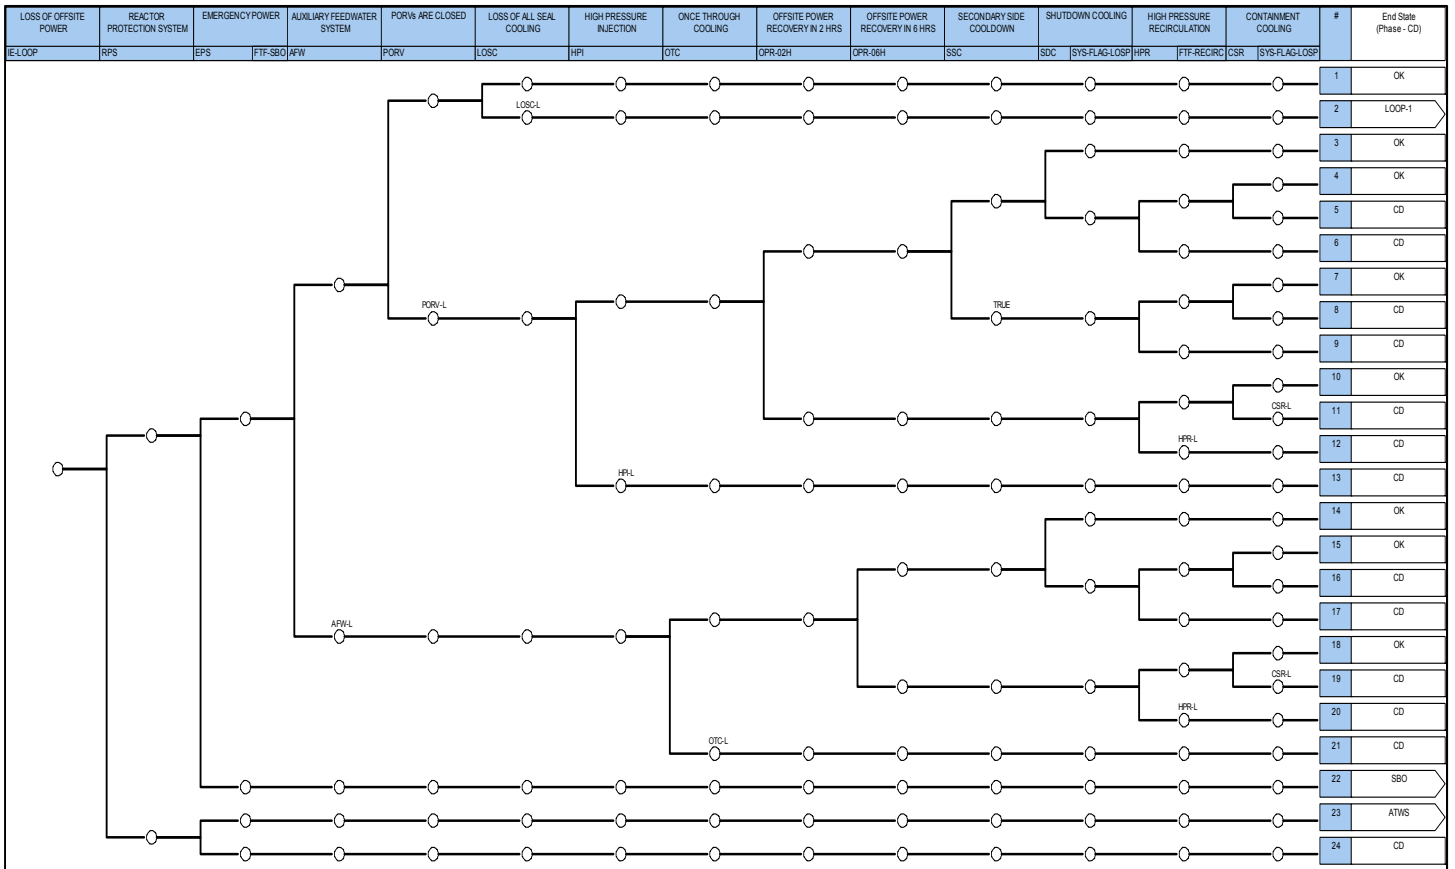 LOSS OF OFFSITE
POWER
REACTOR
PROTECTION SYSTEM
EMERGENCY POWER
AUXILIARY FEEDWATER
SYSTEM
PORVs ARE CLOSED
LOSS OF ALL SEAL
COOLING
HIGH PRESSURE
INJECTION
ONCE THROUGH
COOLING
OFFSITE POWER
RECOVERY IN 2 HRS
OFFSITE POWER
RECOVERY IN 6 HRS
SECONDARY SIDE
COOLDOWN
SHUTDOWN COOLING
HIGH PRESSURE
RECIRCULATION
CONTAINMENT
COOLING
#
End State
(Phase - CD)
IE-LOOP
RPS
EPS
FTF-SBO
AFW
PORV
LOSC
HPI
OTC
OPR-02H
OPR-06H
SSC
SDC
SYS-FLAG-LOSP
HPR
FTF-RECIRC
CSR
SYS-FLAG-LOSP
1 OK
LOSC-L
2 LOOP-1
3 OK
4 OK
5 CD
6 CD
7 OK
PORV-L
TRUE
8 CD
9 CD
10 OK
CSR-L
11 CD
HPR-L
12 CD
HPI-L
13 CD
14 OK
15 OK
16 CD
17 CD
AFW-L
18 OK
CSR-L
19 CD
HPR-L
20 CD
OTC-L
21 CD
22 SBO
23 ATWS
24 CD